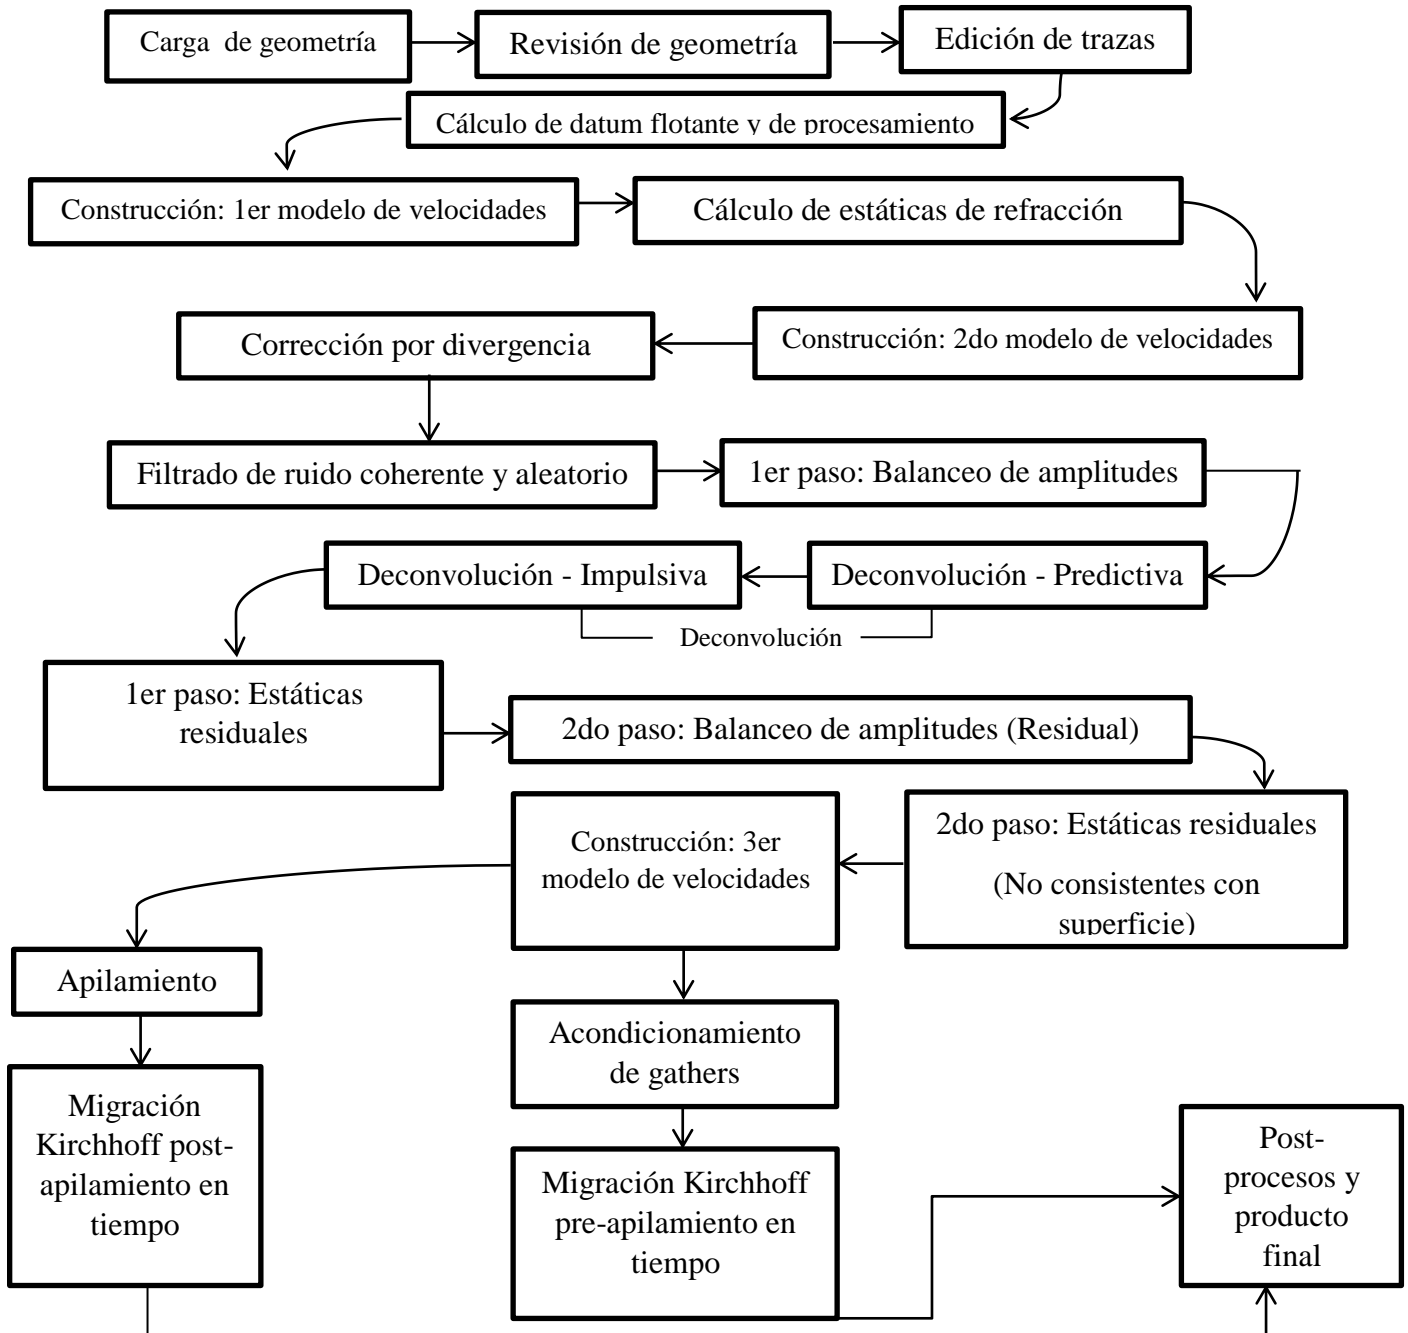 Carga de geometría
Revisión de geometría
Edición de trazas
Cálculo de datum flotante y de procesamiento
Construcción: 1er modelo de velocidades
Cálculo de estáticas de refracción
Construcción: 2do modelo de velocidades
Corrección por divergencia
Filtrado de ruido coherente y aleatorio
1er paso: Balanceo de amplitudes
Deconvolución - Predictiva
Deconvolución - Impulsiva
Deconvolución
1er paso: Estáticas
residuales
2do paso: Balanceo de amplitudes (Residual)
2do paso: Estáticas residuales
(No consistentes con
superficie)
Construcción: 3er
modelo de velocidades
Apilamiento
Migración
Kirchhoff post-
apilamiento en
tiempo
Acondicionamiento
de gathers
Migración Kirchhoff
pre-apilamiento en
tiempo
Post-
procesos y
producto
final